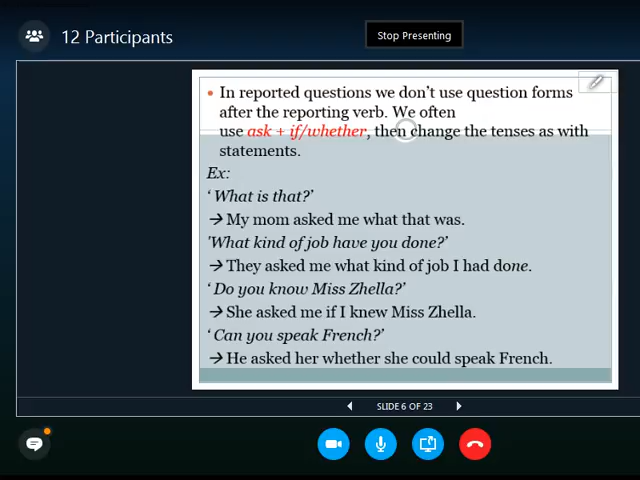 12 Participants
Stop Presenting
• In reported questions we don't use question forms
after the reporting verb. We often
use ask + if/whether, then change the tenses as with
statements.
Ex:
‘ What is that?’
→ My mom asked me what that was.
'What kind of job have you done?’
→ They asked me what kind of job I had done.
‘ Do you know Miss Zhella?’
→ She asked me if I knew Miss Zhella.
‘ Can you speak French?’
→ He asked her whether she could speak French.
SLIDE 6 OF 23